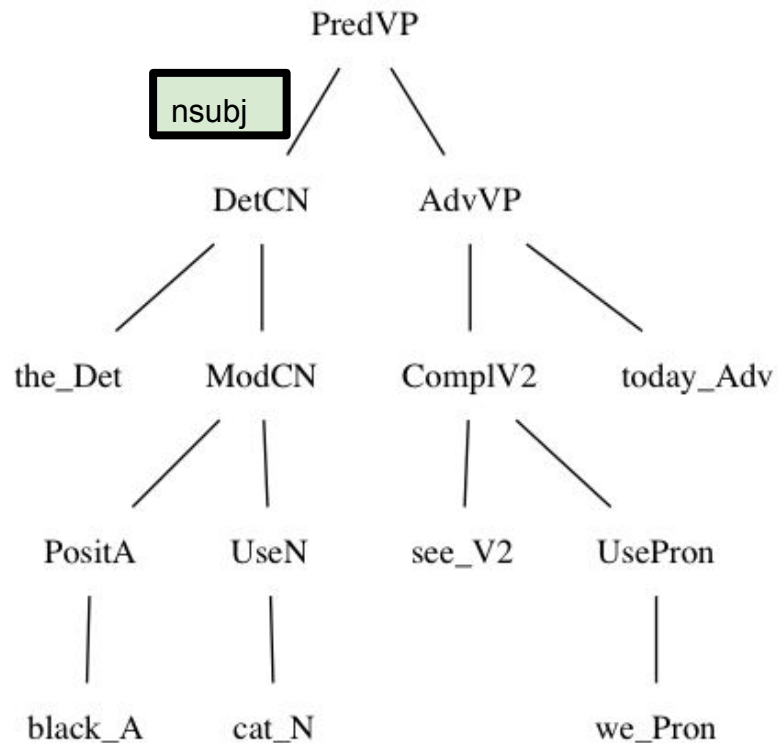 PredVP
nsubj
DetCN AdvVP
the_Det ModCN ComplV2 today_Adv
PositA UseN see_V2 UsePron
black_A cat_N we_Pron